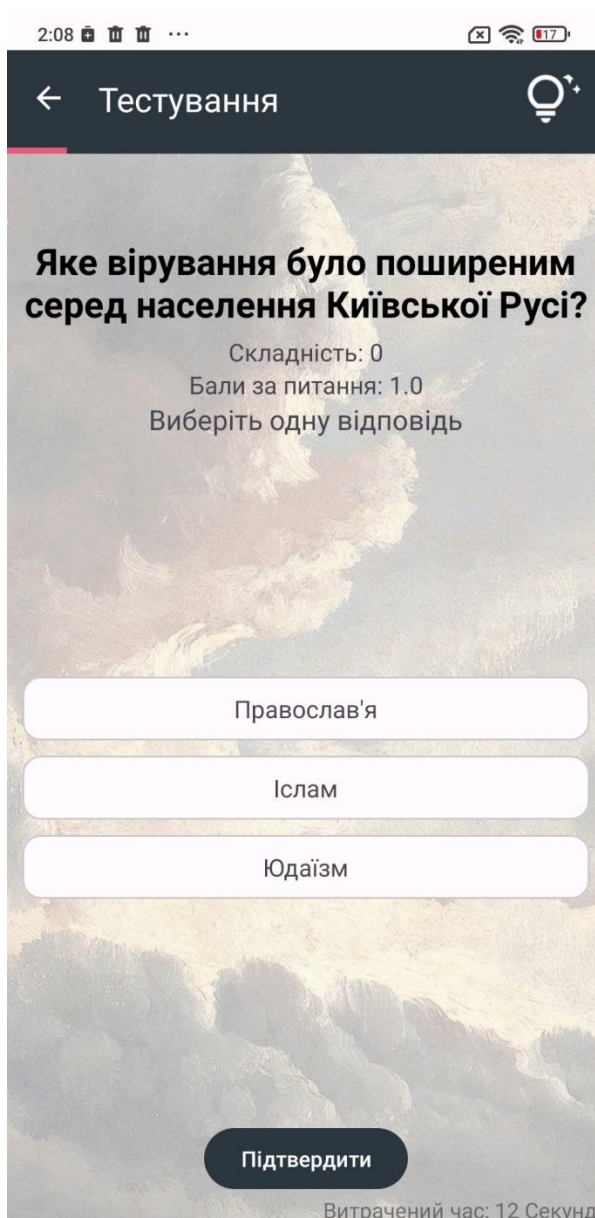 2:08
17
Тестування
Яке вірування було поширеним
серед населення Київської Русі?
Складність: 0
Бали за питання: 1.0
Виберіть одну відповідь
Православ'я
Іслам
Юдаїзм
Підтвердити
Витрачений час: 12 Секунд